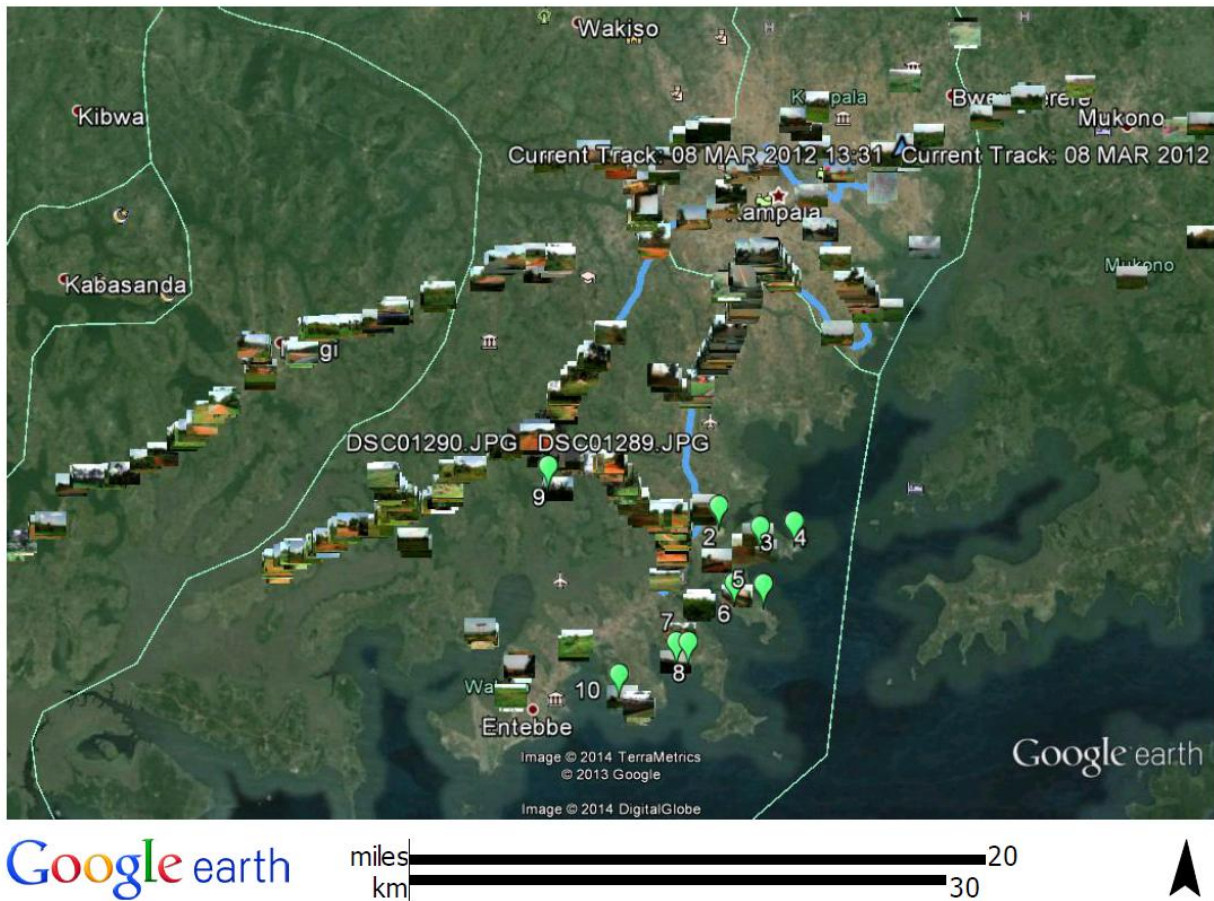 Wakiso
Kibwa
Kampala
Mukono
Current Track: 08 MAR 2012 13:31
Current Track: 08 MAR 2012
Kampala
Kabasanda
Mukono
DSC01290.JPG
DSC01289.JPG
9
2
3
4
5
6
7
8
10
Entebbe
Image © 2014 TerraMetrics
© 2013 Google
Image © 2014 DigitalGlobe
Google earth
Google earth
miles
20
km
30